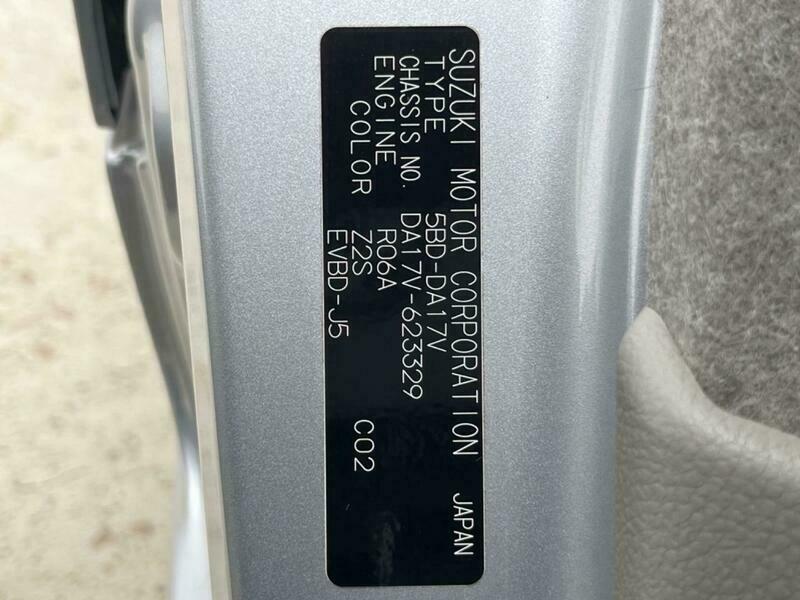 SUZUKI MOTOR CORPORATION JAPAN
TYPE 5BD-DA17V
CHASSIS NO. DA17V-623329
ENGINE R06A
COLOR Z2S C02
EVBD-J5